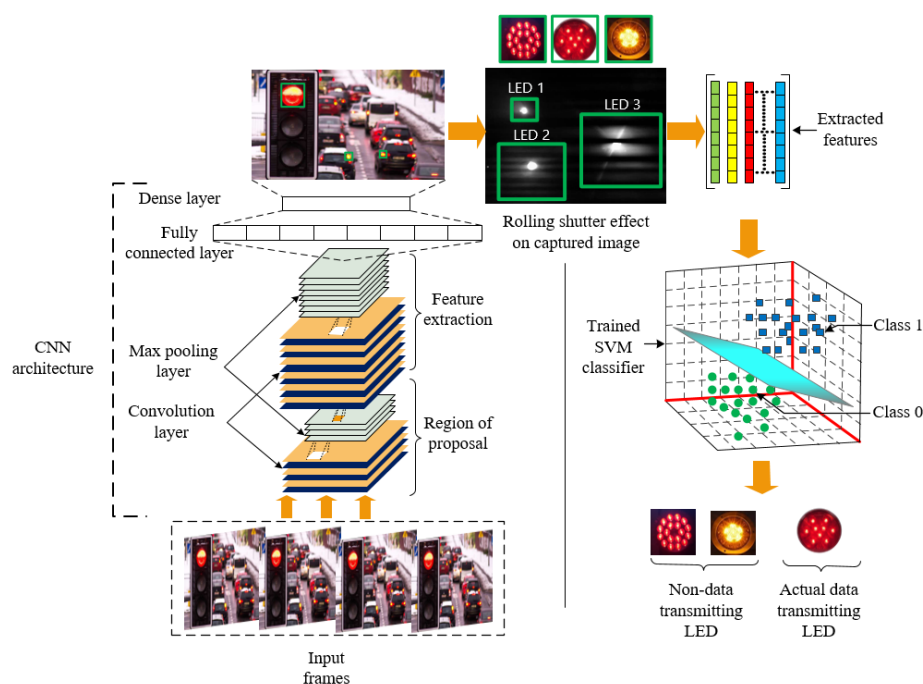 LED 1
LED 3
LED 2
Extracted
features
Rolling shutter effect
on captured image
Dense layer
Fully
connected layer
Feature
extraction
CNN
architecture
Max pooling
layer
Convolution
layer
Region of
proposal
Input
frames
Trained
SVM
classifier
Class 1
Class 0
Non-data
transmitting
LED
Actual data
transmitting
LED